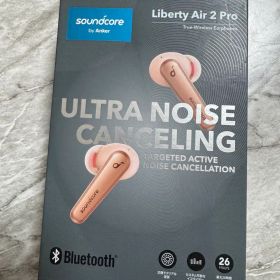 soundcore
by Anker
Liberty Air 2 Pro
True-Wireless Earphones
ULTRA NOISE
CANCELING
TARGETED ACTIVE
NOISE CANCELLATION
soundcore
Bluetooth®
26
HOURS